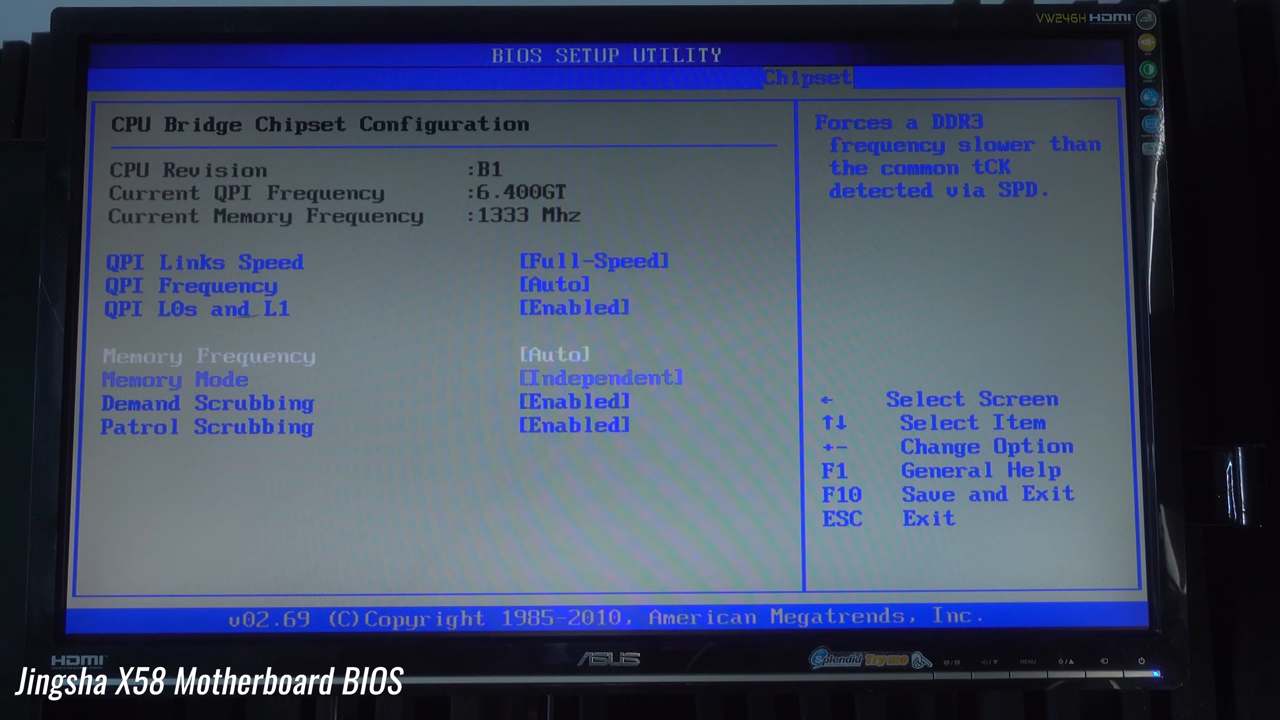 VW246H HDMI
BIOS SETUP UTILITY
Chipset
CPU Bridge Chipset Configuration
CPU Revision :B1
Current QPI Frequency :6.400GT
Current Memory Frequency :1333 Mhz
QPI Links Speed [Full-Speed]
QPI Frequency [Auto]
QPI L0s and L1 [Enabled]
Memory Frequency [Auto]
Memory Mode [Independent]
Demand Scrubbing [Enabled]
Patrol Scrubbing [Enabled]
Forces a DDR3
frequency slower than
the common tCK
detected via SPD.
← Select Screen
↑↓ Select Item
+- Change Option
F1 General Help
F10 Save and Exit
ESC Exit
v02.69 (C)Copyright 1985-2010, American Megatrends, Inc.
HDMI ASUS Splendid Try me MENU
Jingsha X58 Motherboard BIOS